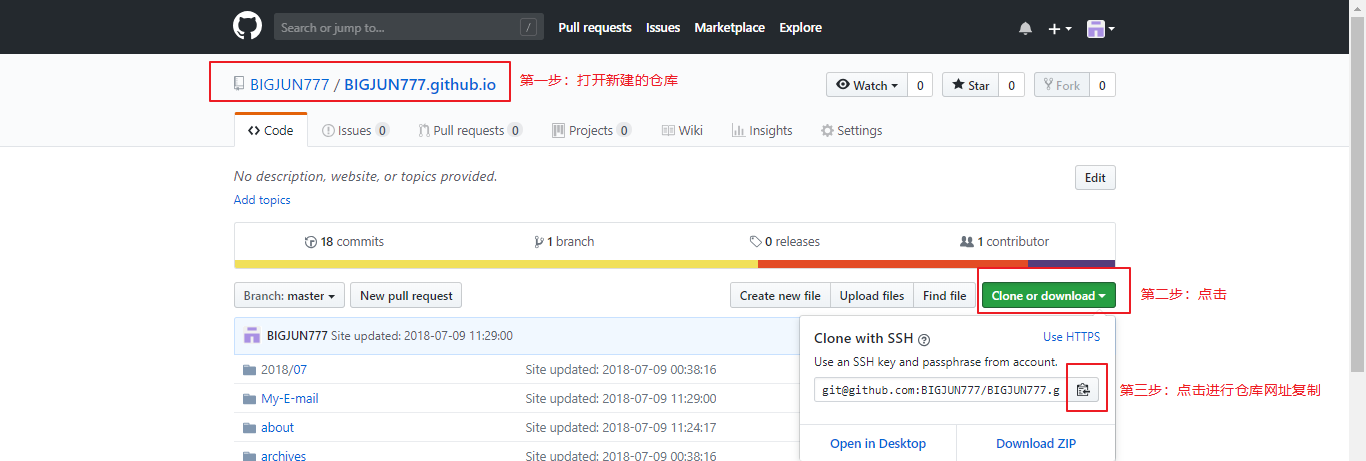 Search or jump to... / Pull requests Issues Marketplace Explore
BIGJUN777 / BIGJUN777.github.io 第一步：打开新建的仓库 Watch 0 Star 0 Fork 0
Code Issues 0 Pull requests 0 Projects 0 Wiki Insights Settings
No description, website, or topics provided. Edit
Add topics
18 commits 1 branch 0 releases 1 contributor
Branch: master New pull request Create new file Upload files Find file Clone or download 第二步：点击
BIGJUN777 Site updated: 2018-07-09 11:29:00
Clone with SSH ? Use HTTPS
Use an SSH key and passphrase from account.
git@github.com:BIGJUN777/BIGJUN777.g 第三步：点击进行仓库网址复制
Open in Desktop Download ZIP
2018/07 Site updated: 2018-07-09 00:38:16
My-E-mail Site updated: 2018-07-09 11:29:00
about Site updated: 2018-07-09 11:24:17
archives Site updated: 2018-07-09 00:38:16